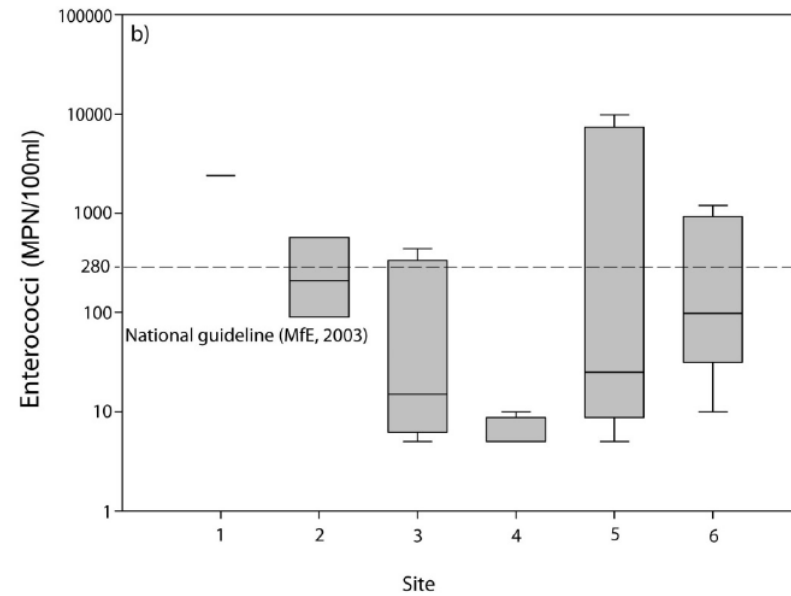 100000
b)
10000
1000
280
100
National guideline (MfE, 2003)
10
1
Enterococci (MPN/100ml)
1 2 3 4 5 6
Site